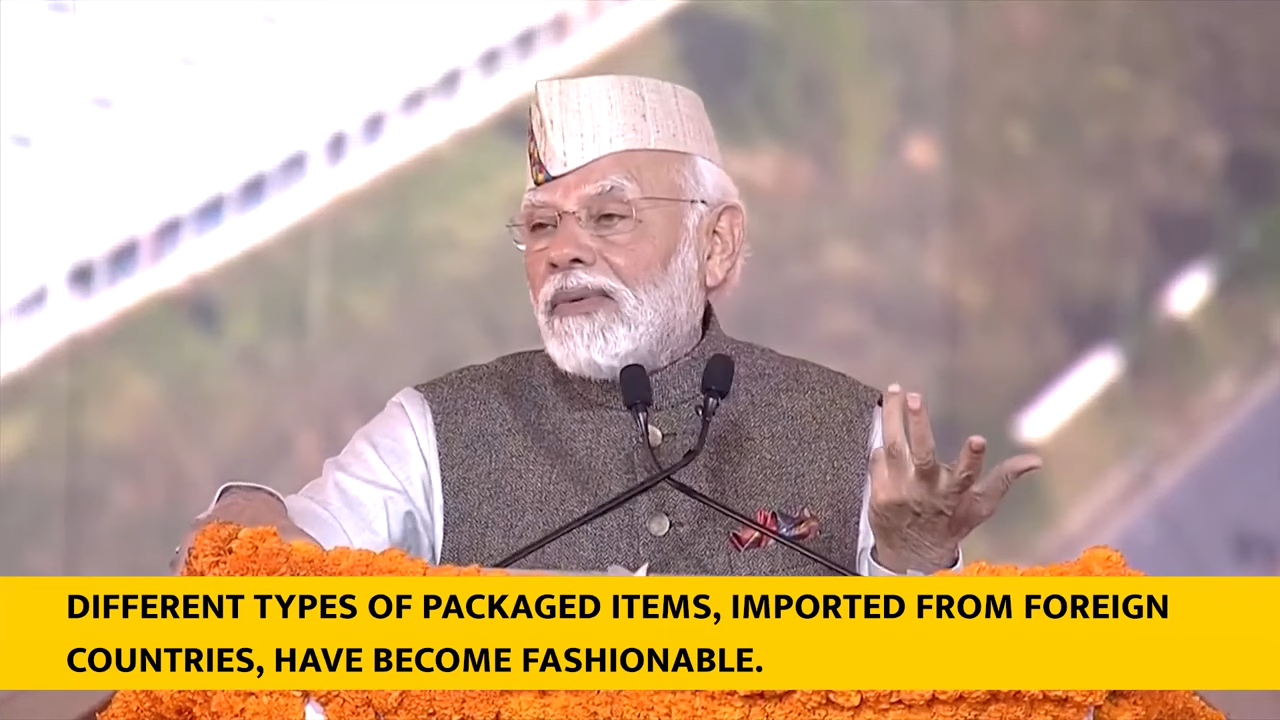 DIFFERENT TYPES OF PACKAGED ITEMS, IMPORTED FROM FOREIGN
COUNTRIES, HAVE BECOME FASHIONABLE.